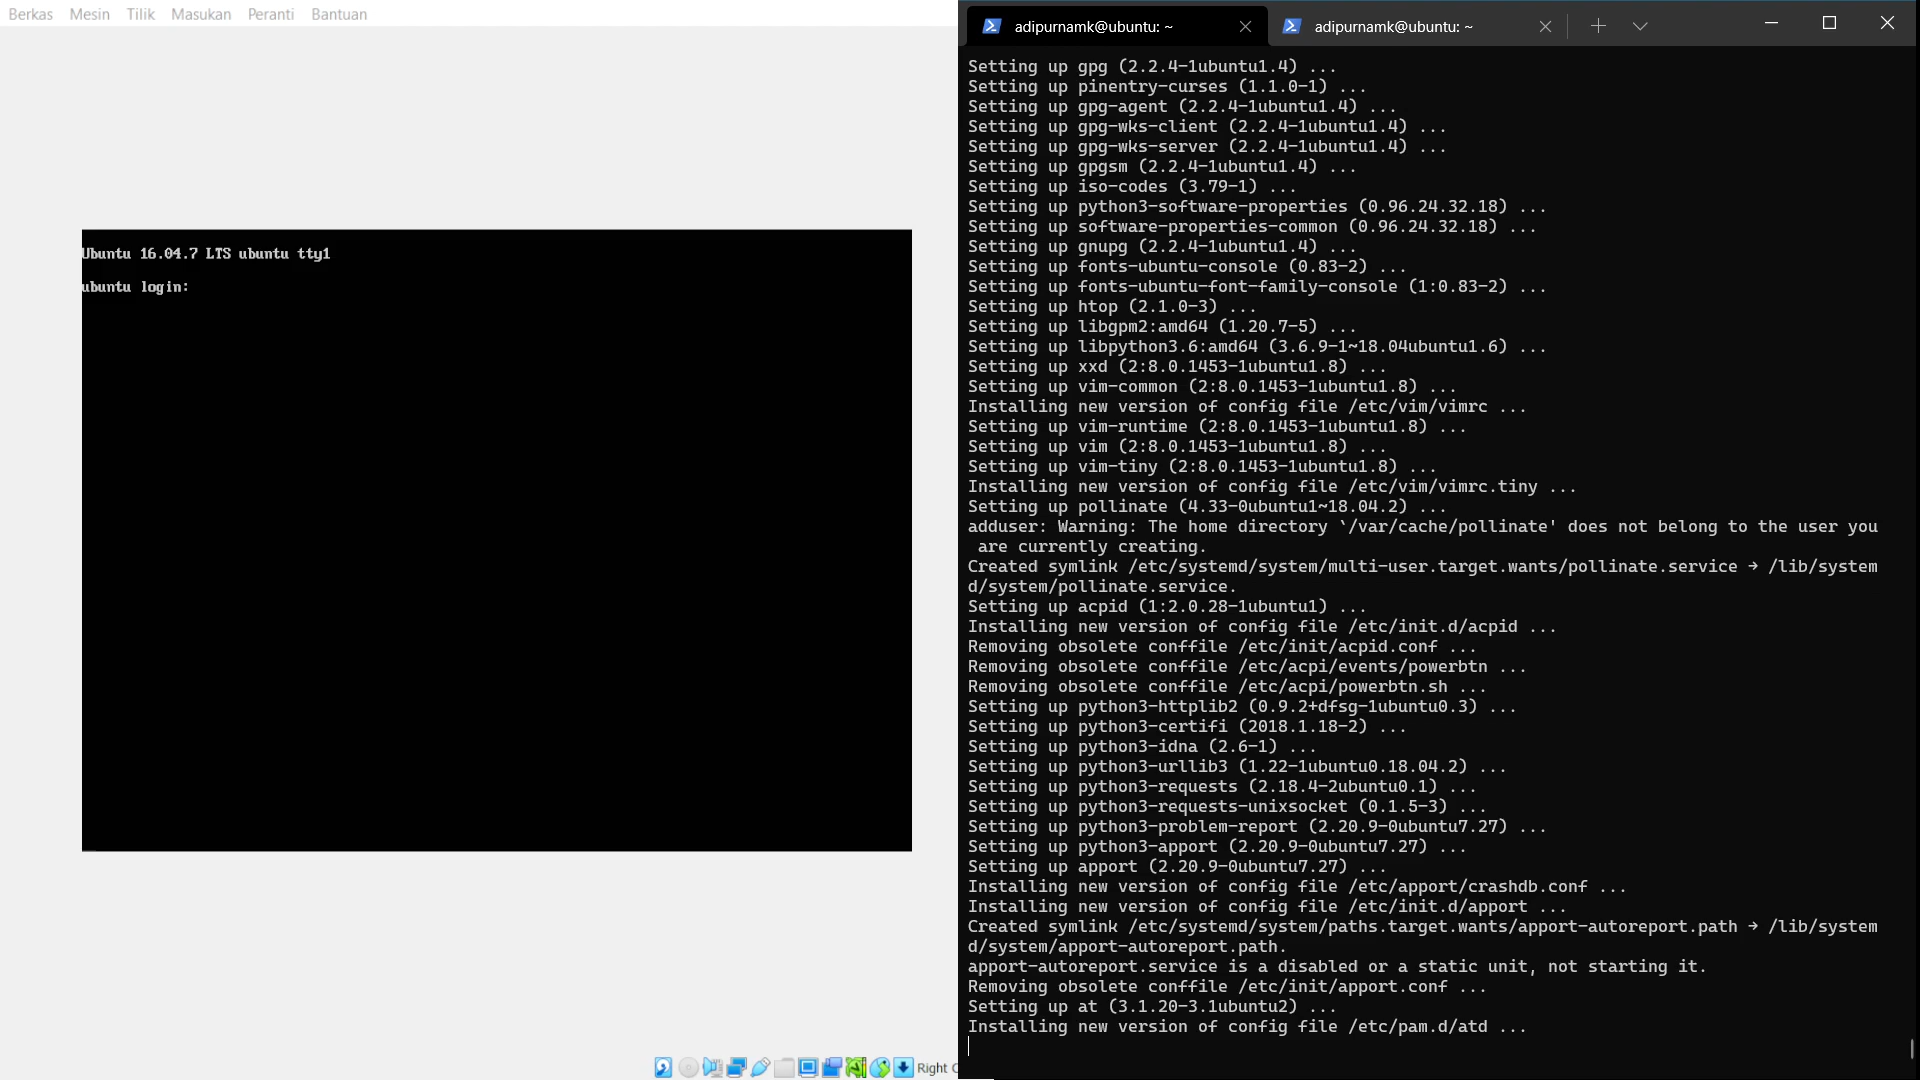 Berkas Mesin Tilik Masukan Peranti Bantuan
Ubuntu 16.04.7 LTS ubuntu tty1
ubuntu login:
Right C
adipurnamk@ubuntu: ~
adipurnamk@ubuntu: ~
Setting up gpg (2.2.4-1ubuntu1.4) ...
Setting up pinentry-curses (1.1.0-1) ...
Setting up gpg-agent (2.2.4-1ubuntu1.4) ...
Setting up gpg-wks-client (2.2.4-1ubuntu1.4) ...
Setting up gpg-wks-server (2.2.4-1ubuntu1.4) ...
Setting up gpgsm (2.2.4-1ubuntu1.4) ...
Setting up iso-codes (3.79-1) ...
Setting up python3-software-properties (0.96.24.32.18) ...
Setting up software-properties-common (0.96.24.32.18) ...
Setting up gnupg (2.2.4-1ubuntu1.4) ...
Setting up fonts-ubuntu-console (0.83-2) ...
Setting up fonts-ubuntu-font-family-console (1:0.83-2) ...
Setting up htop (2.1.0-3) ...
Setting up libgpm2:amd64 (1.20.7-5) ...
Setting up libpython3.6:amd64 (3.6.9-1~18.04ubuntu1.6) ...
Setting up xxd (2:8.0.1453-1ubuntu1.8) ...
Setting up vim-common (2:8.0.1453-1ubuntu1.8) ...
Installing new version of config file /etc/vim/vimrc ...
Setting up vim-runtime (2:8.0.1453-1ubuntu1.8) ...
Setting up vim (2:8.0.1453-1ubuntu1.8) ...
Setting up vim-tiny (2:8.0.1453-1ubuntu1.8) ...
Installing new version of config file /etc/vim/vimrc.tiny ...
Setting up pollinate (4.33-0ubuntu1~18.04.2) ...
adduser: Warning: The home directory `/var/cache/pollinate' does not belong to the user you
are currently creating.
Created symlink /etc/systemd/system/multi-user.target.wants/pollinate.service → /lib/system
d/system/pollinate.service.
Setting up acpid (1:2.0.28-1ubuntu1) ...
Installing new version of config file /etc/init.d/acpid ...
Removing obsolete conffile /etc/init/acpid.conf ...
Removing obsolete conffile /etc/acpi/events/powerbtn ...
Removing obsolete conffile /etc/acpi/powerbtn.sh ...
Setting up python3-httplib2 (0.9.2+dfsg-1ubuntu0.3) ...
Setting up python3-certifi (2018.1.18-2) ...
Setting up python3-idna (2.6-1) ...
Setting up python3-urllib3 (1.22-1ubuntu0.18.04.2) ...
Setting up python3-requests (2.18.4-2ubuntu0.1) ...
Setting up python3-requests-unixsocket (0.1.5-3) ...
Setting up python3-problem-report (2.20.9-0ubuntu7.27) ...
Setting up python3-apport (2.20.9-0ubuntu7.27) ...
Setting up apport (2.20.9-0ubuntu7.27) ...
Installing new version of config file /etc/apport/crashdb.conf ...
Installing new version of config file /etc/init.d/apport ...
Created symlink /etc/systemd/system/paths.target.wants/apport-autoreport.path → /lib/system
d/system/apport-autoreport.path.
apport-autoreport.service is a disabled or a static unit, not starting it.
Removing obsolete conffile /etc/init/apport.conf ...
Setting up at (3.1.20-3.1ubuntu2) ...
Installing new version of config file /etc/pam.d/atd ...